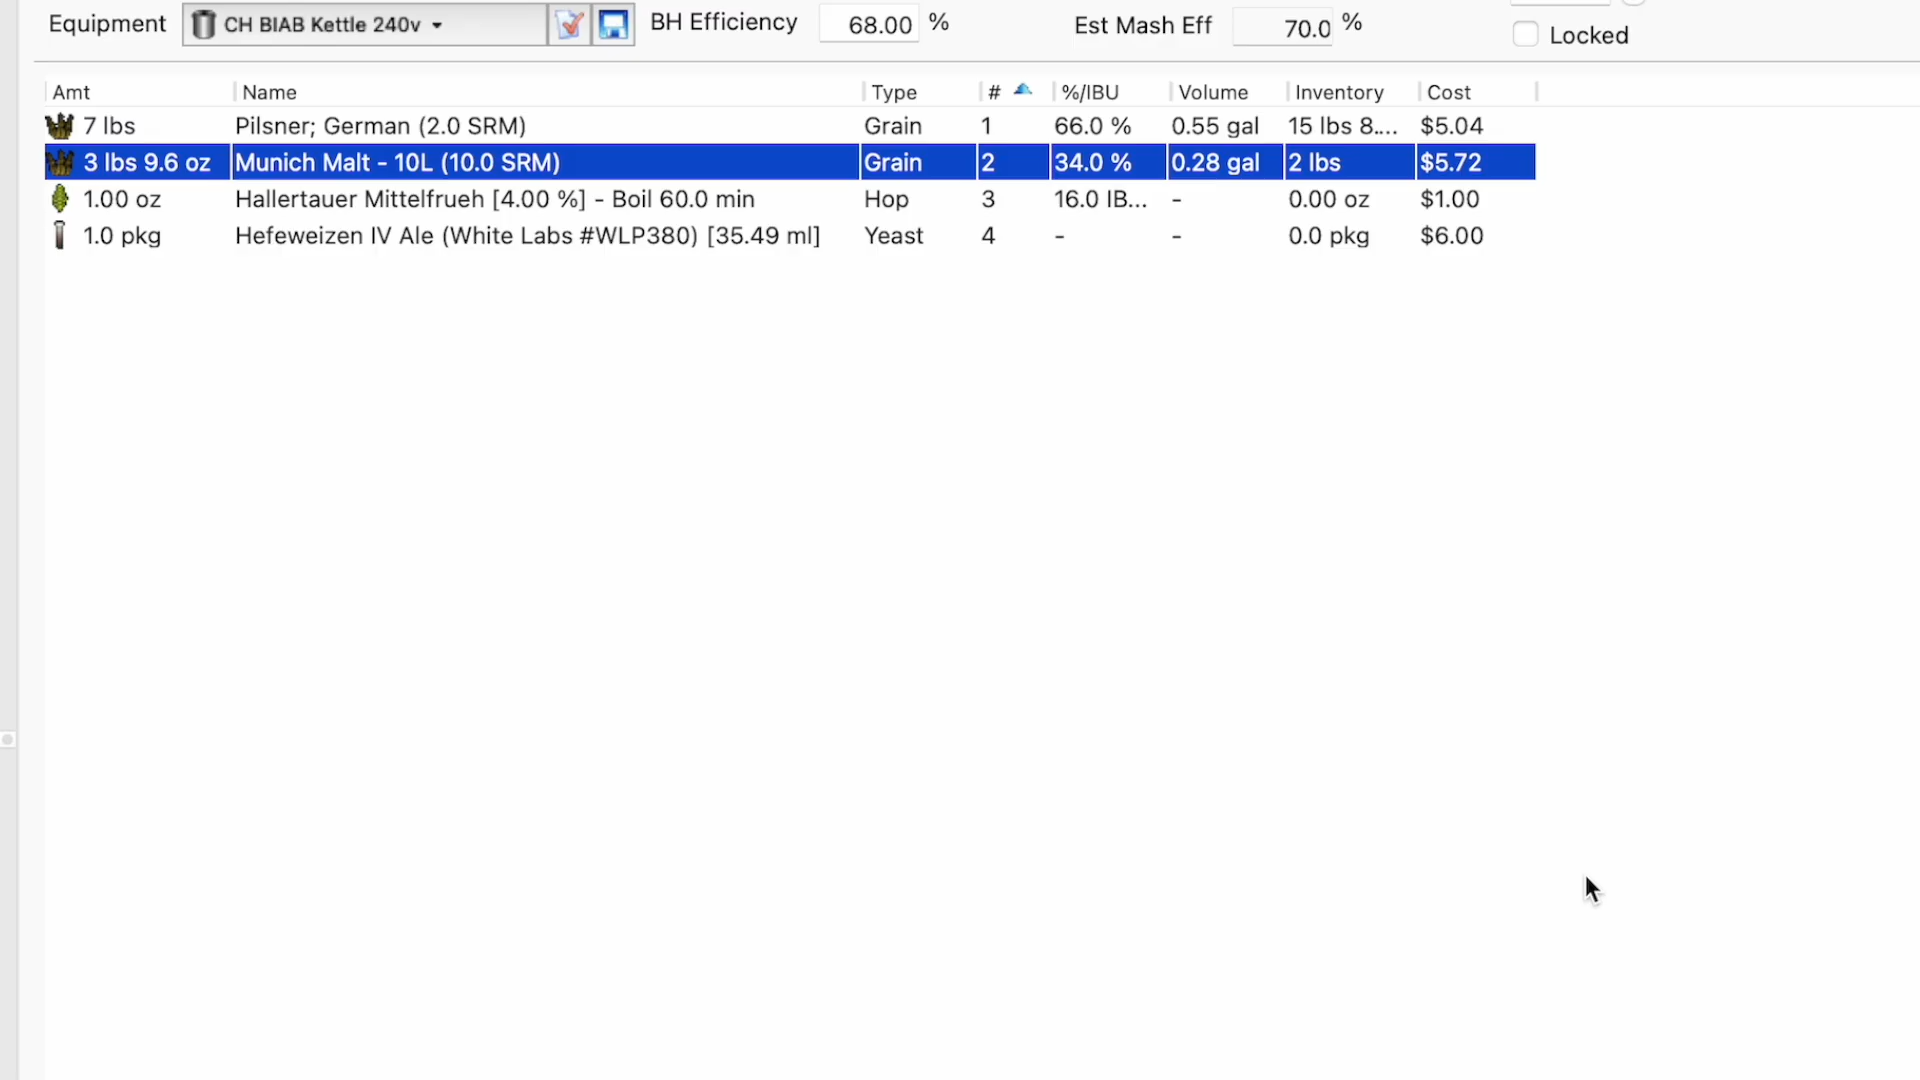 Equipment CH BIAB Kettle 240v BH Efficiency 68.00 % Est Mash Eff 70.0 % Locked
Amt Name Type # %/IBU Volume Inventory Cost
7 lbs Pilsner; German (2.0 SRM) Grain 1 66.0 % 0.55 gal 15 lbs 8.... $5.04
3 lbs 9.6 oz Munich Malt - 10L (10.0 SRM) Grain 2 34.0 % 0.28 gal 2 lbs $5.72
1.00 oz Hallertauer Mittelfrueh [4.00 %] - Boil 60.0 min Hop 3 16.0 IB... - 0.00 oz $1.00
1.0 pkg Hefeweizen IV Ale (White Labs #WLP380) [35.49 ml] Yeast 4 - - 0.0 pkg $6.00